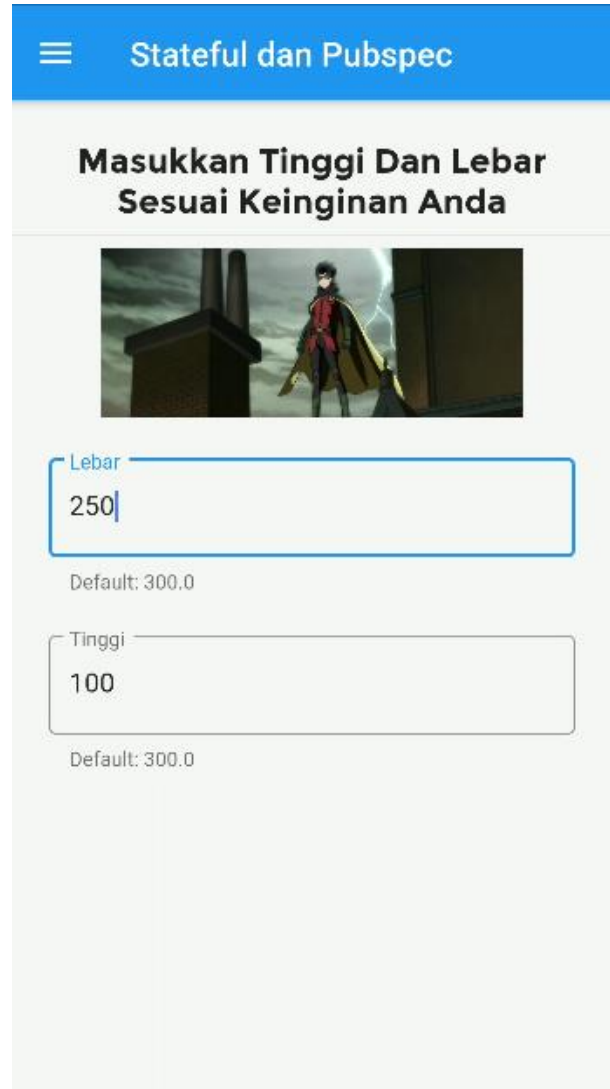 Stateful dan Pubspec
Masukkan Tinggi Dan Lebar
Sesuai Keinginan Anda
Lebar
250
Default: 300.0
Tinggi
100
Default: 300.0